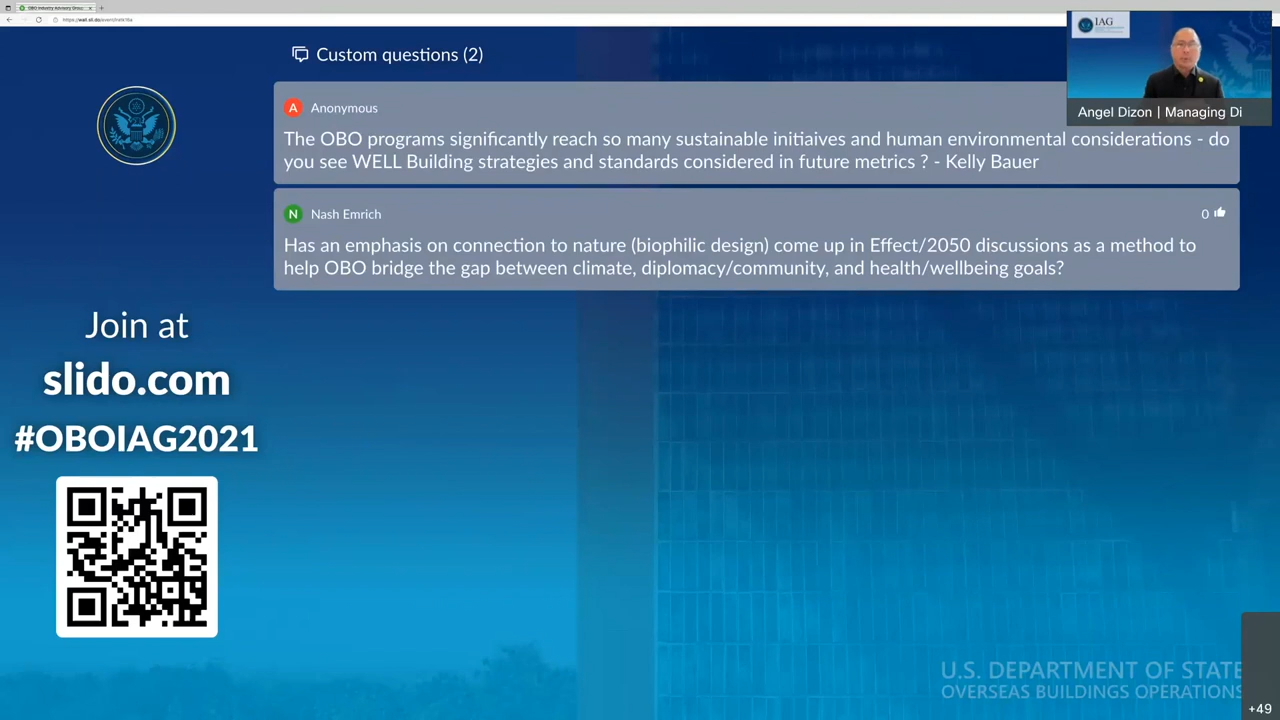 OBO Industry Advisory Group
Custom questions (2)
IAG
Angel Dizon | Managing Di
A Anonymous
The OBO programs significantly reach so many sustainable initiaives and human environmental considerations - do
you see WELL Building strategies and standards considered in future metrics ? - Kelly Bauer
N Nash Emrich 0
Has an emphasis on connection to nature (biophilic design) come up in Effect/2050 discussions as a method to
help OBO bridge the gap between climate, diplomacy/community, and health/wellbeing goals?
Join at
slido.com
#OBOIAG2021
U.S. DEPARTMENT OF STATE
OVERSEAS BUILDINGS OPERATIONS
+49